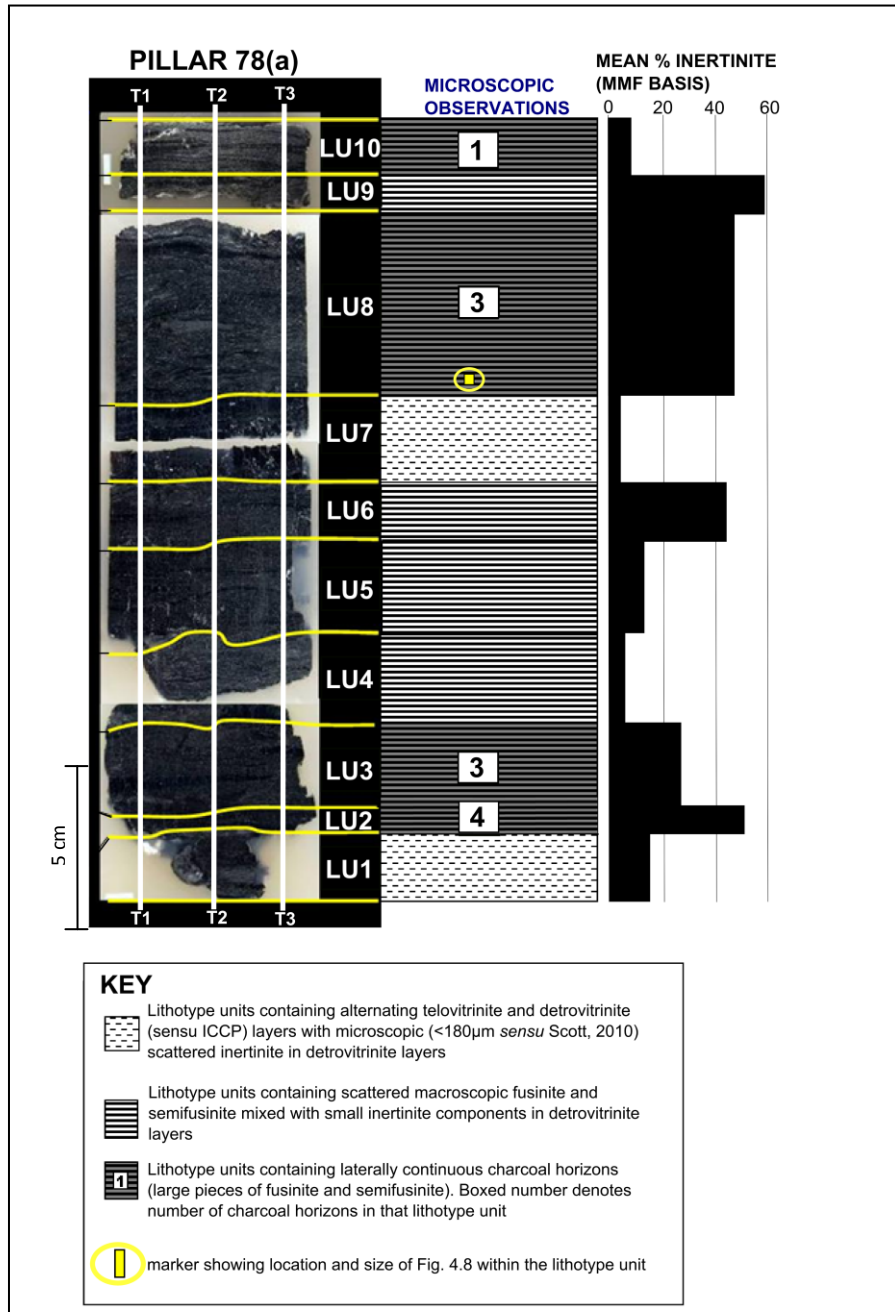 PILLAR 78(a)
MICROSCOPIC
OBSERVATIONS
MEAN % INERTINITE
(MMF BASIS)
0 20 40 60
T1 T2 T3
LU10
1
LU9
LU8
3
LU7
LU6
LU5
LU4
LU3
3
LU2
4
LU1
5 cm
T1 T2 T3
KEY
Lithotype units containing alternating telovitrinite and detrovitrinite
(sensu ICCP) layers with microscopic (<180µm sensu Scott, 2010)
scattered inertinite in detrovitrinite layers
Lithotype units containing scattered macroscopic fusinite and
semifusinite mixed with small inertinite components in detrovitrinite
layers
1
Lithotype units containing laterally continuous charcoal horizons
(large pieces of fusinite and semifusinite). Boxed number denotes
number of charcoal horizons in that lithotype unit
marker showing location and size of Fig. 4.8 within the lithotype unit